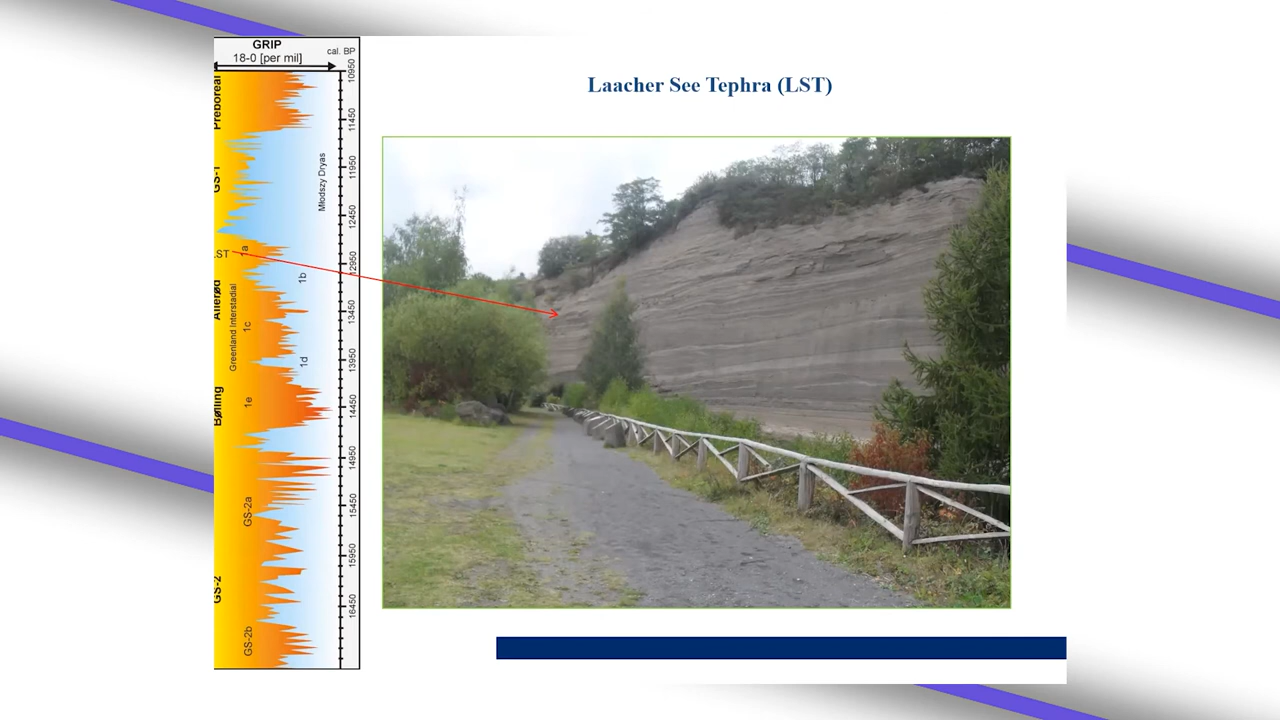 GRIP
18-0 [per mil]
cal. BP
Laacher See Tephra (LST)
10950
11450
11950
12450
12950
13450
13950
14450
14950
15450
15950
16450
Preboreal
GS-1
Młodszy Dryas
LST
1a
1b
Allerød
Greenland Interstadial
1c
1d
Bølling
1e
GS-2a
GS-2
GS-2b